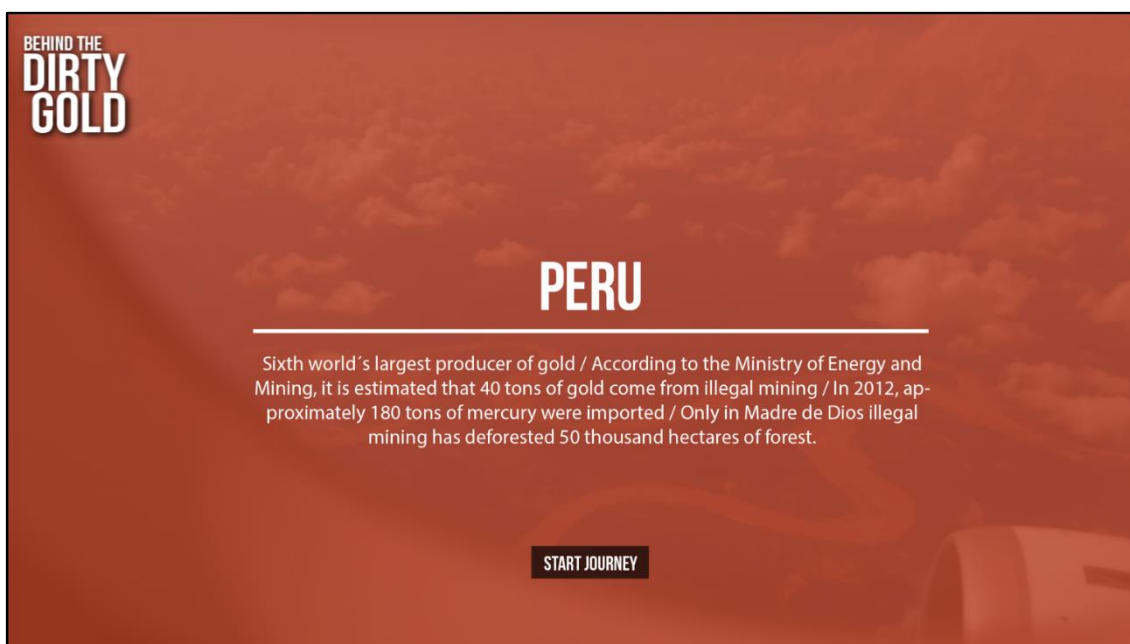 BEHIND THE
DIRTY
GOLD
PERU
Sixth world´s largest producer of gold / According to the Ministry of Energy and
Mining, it is estimated that 40 tons of gold come from illegal mining / In 2012, ap-
proximately 180 tons of mercury were imported / Only in Madre de Dios illegal
mining has deforested 50 thousand hectares of forest.
START JOURNEY